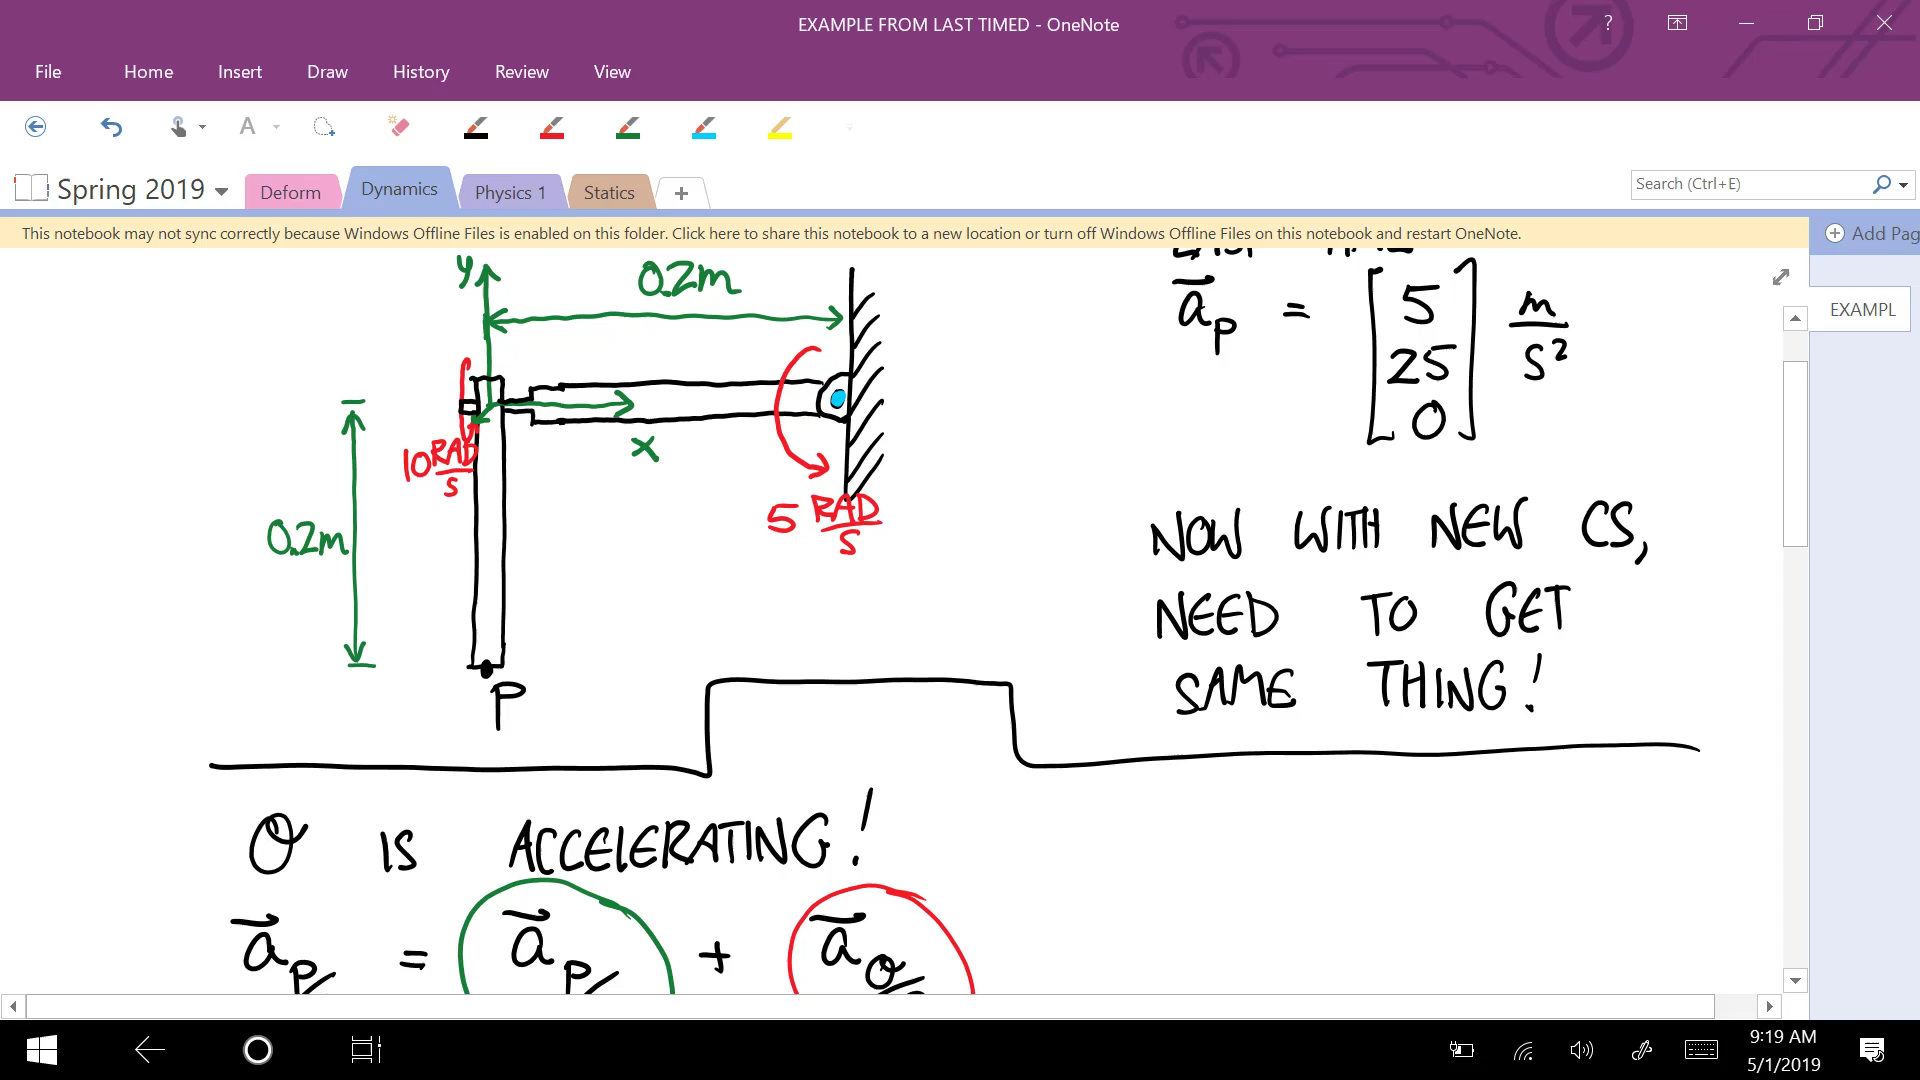 EXAMPLE FROM LAST TIMED - OneNote
?
File Home Insert Draw History Review View
A
Spring 2019 Deform Dynamics Physics 1 Statics +
Search (Ctrl+E)
This notebook may not sync correctly because Windows Offline Files is enabled on this folder. Click here to share this notebook to a new location or turn off Windows Offline Files on this notebook and restart OneNote.
Add Pag
EXAMPL
y
0.2m
x
10 RAD/S
5 RAD/S
0.2m
P
a⃗P = [5 25 0] m/s²
NOW WITH NEW CS,
NEED TO GET
SAME THING!
O IS ACCELERATING!
a⃗P/ = a⃗P/ + a⃗O/
9:19 AM
5/1/2019